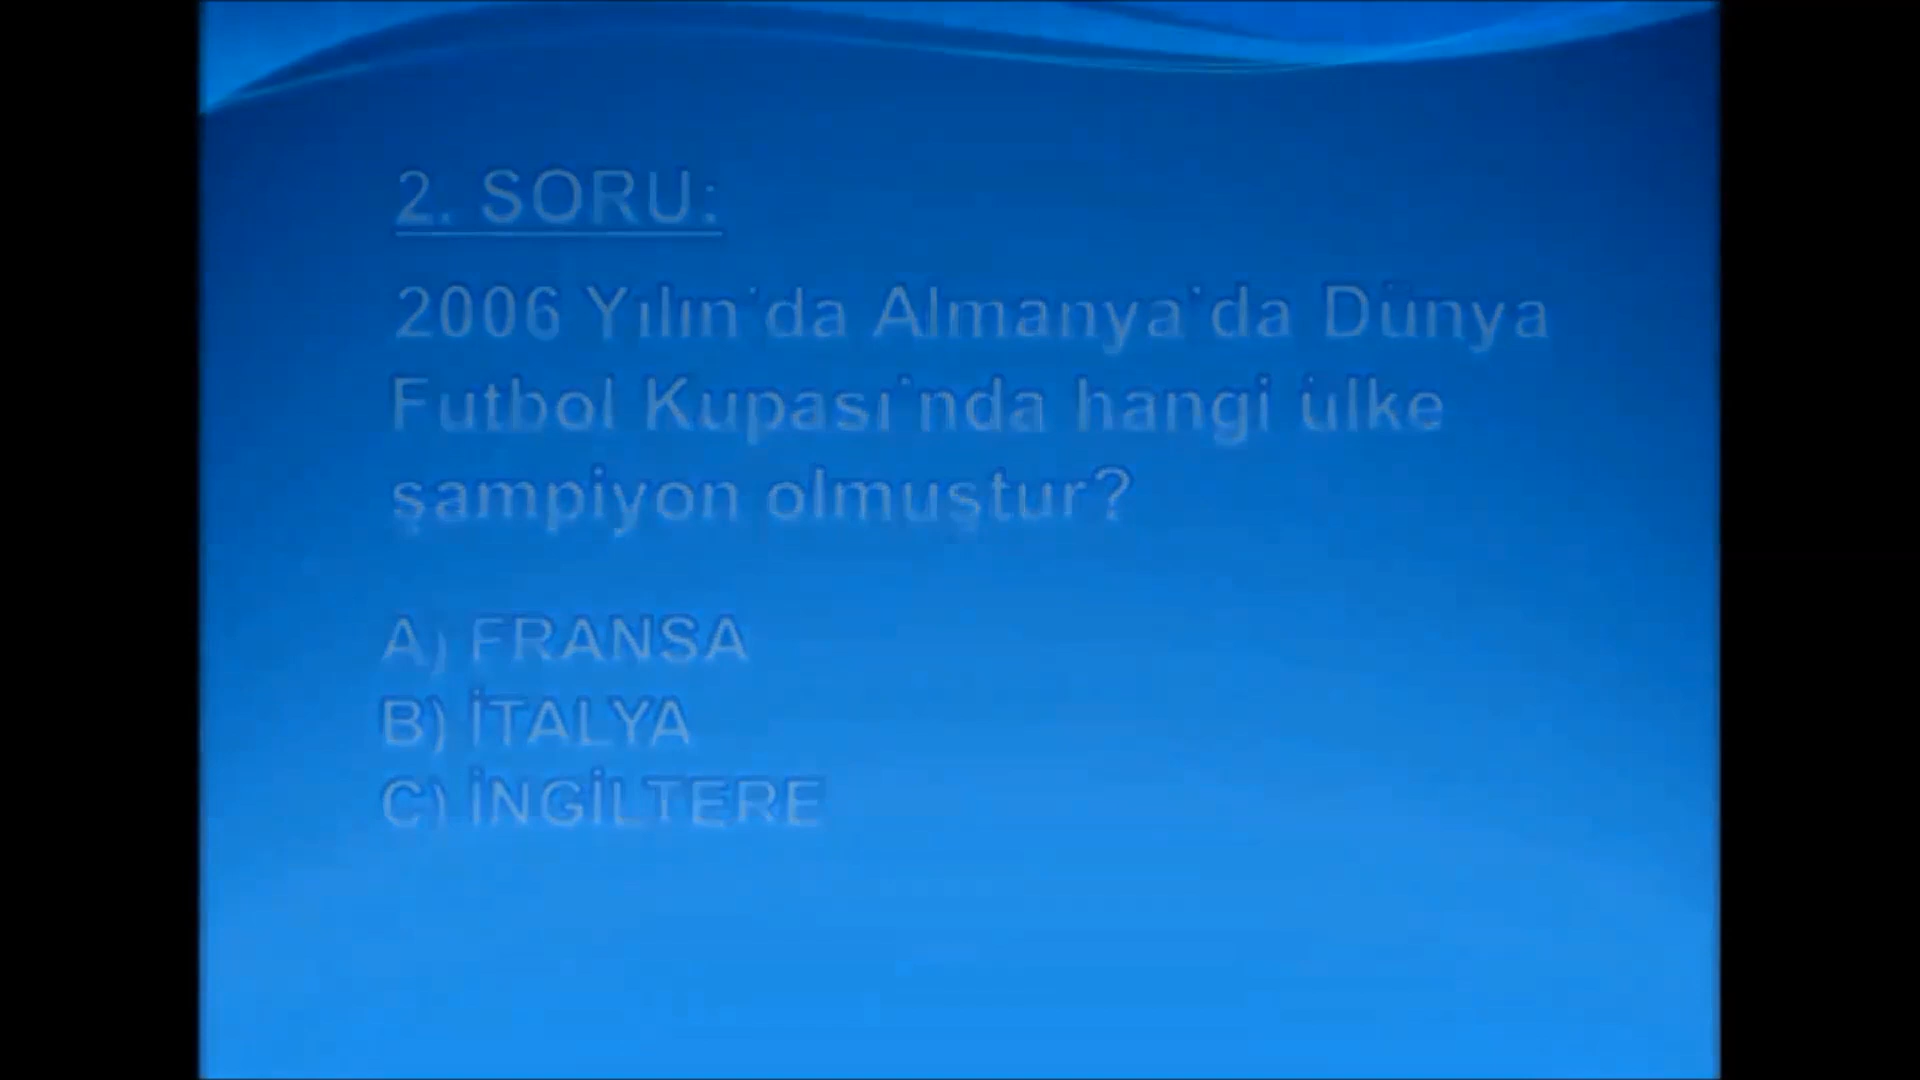 2. SORU:
2006 Yılın'da Almanya'da Dünya
Futbol Kupası'nda hangi ülke
şampiyon olmuştur?
A) FRANSA
B) İTALYA
C) İNGİLTERE